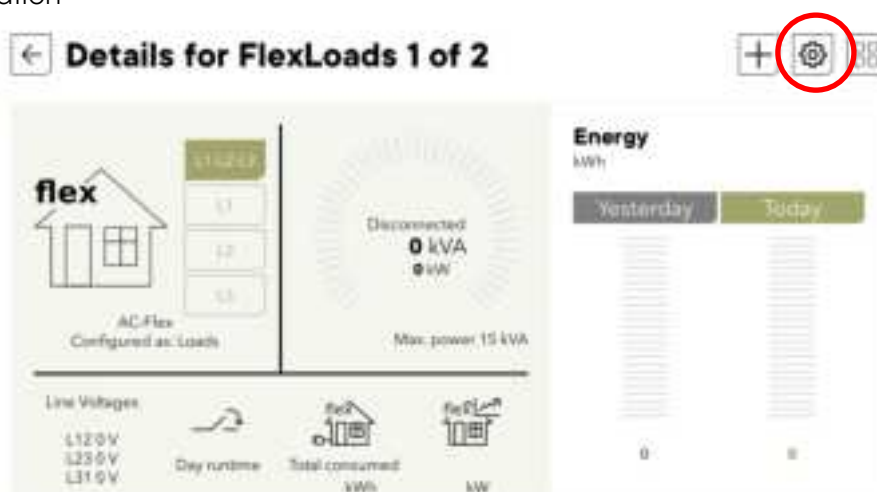 Details for FlexLoads 1 of 2
Energy
kWh
Yesterday Today
flex
L1
L2
L3
Disconnected
0 kVA
0 kW
AC-Flex
Configured as: Loads
Max. power 15 kVA
Line Voltages
L12 0 V
L23 0 V
L31 0 V
Day runtime
flex
Total consumed
kWh
flex
kW
0
0